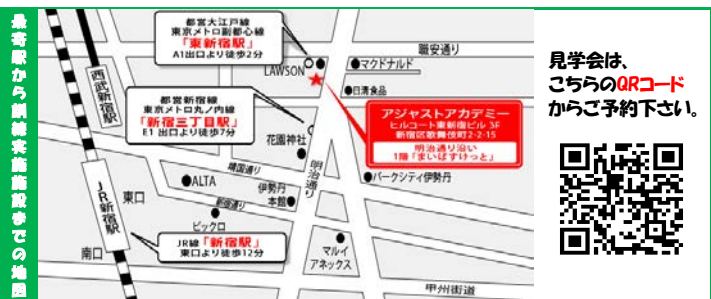 最寄駅から訓練実施施設までの地図
都営大江戸線
東京メトロ副都心線
「東新宿駅」
A1出口より徒歩2分
職安通り
LAWSON
マクドナルド
日清食品
西武新宿駅
都営新宿線
東京メトロ丸ノ内線
「新宿三丁目駅」
E1 出口より徒歩7分
アジャストアカデミー
ヒルコート東新宿ビル 3F
新宿区歌舞伎町2-2-15
明治通り沿い
1階「まいばすけっと」
花園神社
明治通り
靖国通り
ALTA
伊勢丹
本館
パークシティ伊勢丹
JR新宿駅
東口
新宿通り
ビックロ
JR線「新宿駅」
東口より徒歩12分
南口
マルイ
アネックス
甲州街道
見学会は、
こちらのQRコード
からご予約下さい。